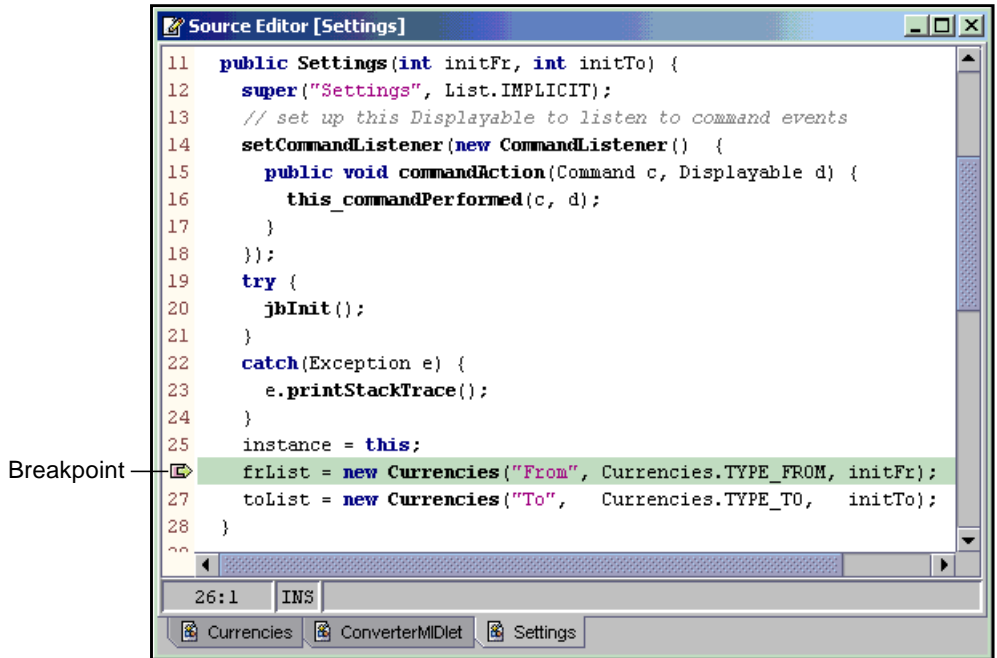 Source Editor [Settings]
11 public Settings(int initFr, int initTo) {
12 super("Settings", List.IMPLICIT);
13 // set up this Displayable to listen to command events
14 setCommandListener(new CommandListener() {
15 public void commandAction(Command c, Displayable d) {
16 this_commandPerformed(c, d);
17 }
18 });
19 try {
20 jbInit();
21 }
22 catch(Exception e) {
23 e.printStackTrace();
24 }
25 instance = this;
Breakpoint frList = new Currencies("From", Currencies.TYPE_FROM, initFr);
27 toList = new Currencies("To", Currencies.TYPE_TO, initTo);
28 }
26:1 INS
Currencies ConverterMIDlet Settings